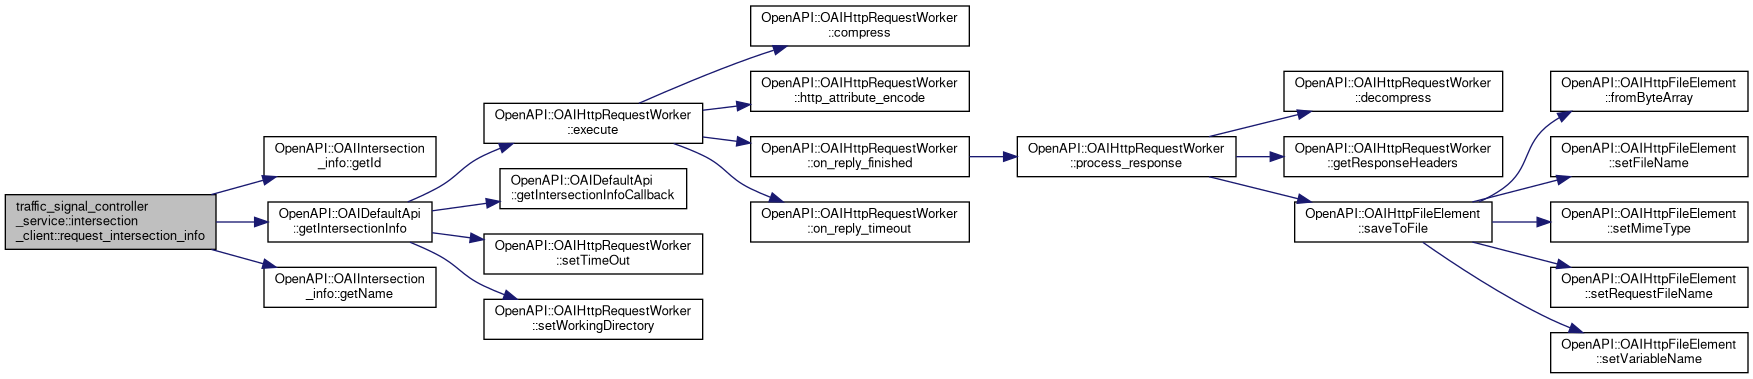 traffic_signal_controller
_service::intersection
_client::request_intersection_info
OpenAPI::OAIIntersection
_info::getId
OpenAPI::OAIDefaultApi
::getIntersectionInfo
OpenAPI::OAIIntersection
_info::getName
OpenAPI::OAIHttpRequestWorker
::execute
OpenAPI::OAIDefaultApi
::getIntersectionInfoCallback
OpenAPI::OAIHttpRequestWorker
::setTimeOut
OpenAPI::OAIHttpRequestWorker
::setWorkingDirectory
OpenAPI::OAIHttpRequestWorker
::compress
OpenAPI::OAIHttpRequestWorker
::http_attribute_encode
OpenAPI::OAIHttpRequestWorker
::on_reply_finished
OpenAPI::OAIHttpRequestWorker
::on_reply_timeout
OpenAPI::OAIHttpRequestWorker
::process_response
OpenAPI::OAIHttpRequestWorker
::decompress
OpenAPI::OAIHttpRequestWorker
::getResponseHeaders
OpenAPI::OAIHttpFileElement
::saveToFile
OpenAPI::OAIHttpFileElement
::fromByteArray
OpenAPI::OAIHttpFileElement
::setFileName
OpenAPI::OAIHttpFileElement
::setMimeType
OpenAPI::OAIHttpFileElement
::setRequestFileName
OpenAPI::OAIHttpFileElement
::setVariableName